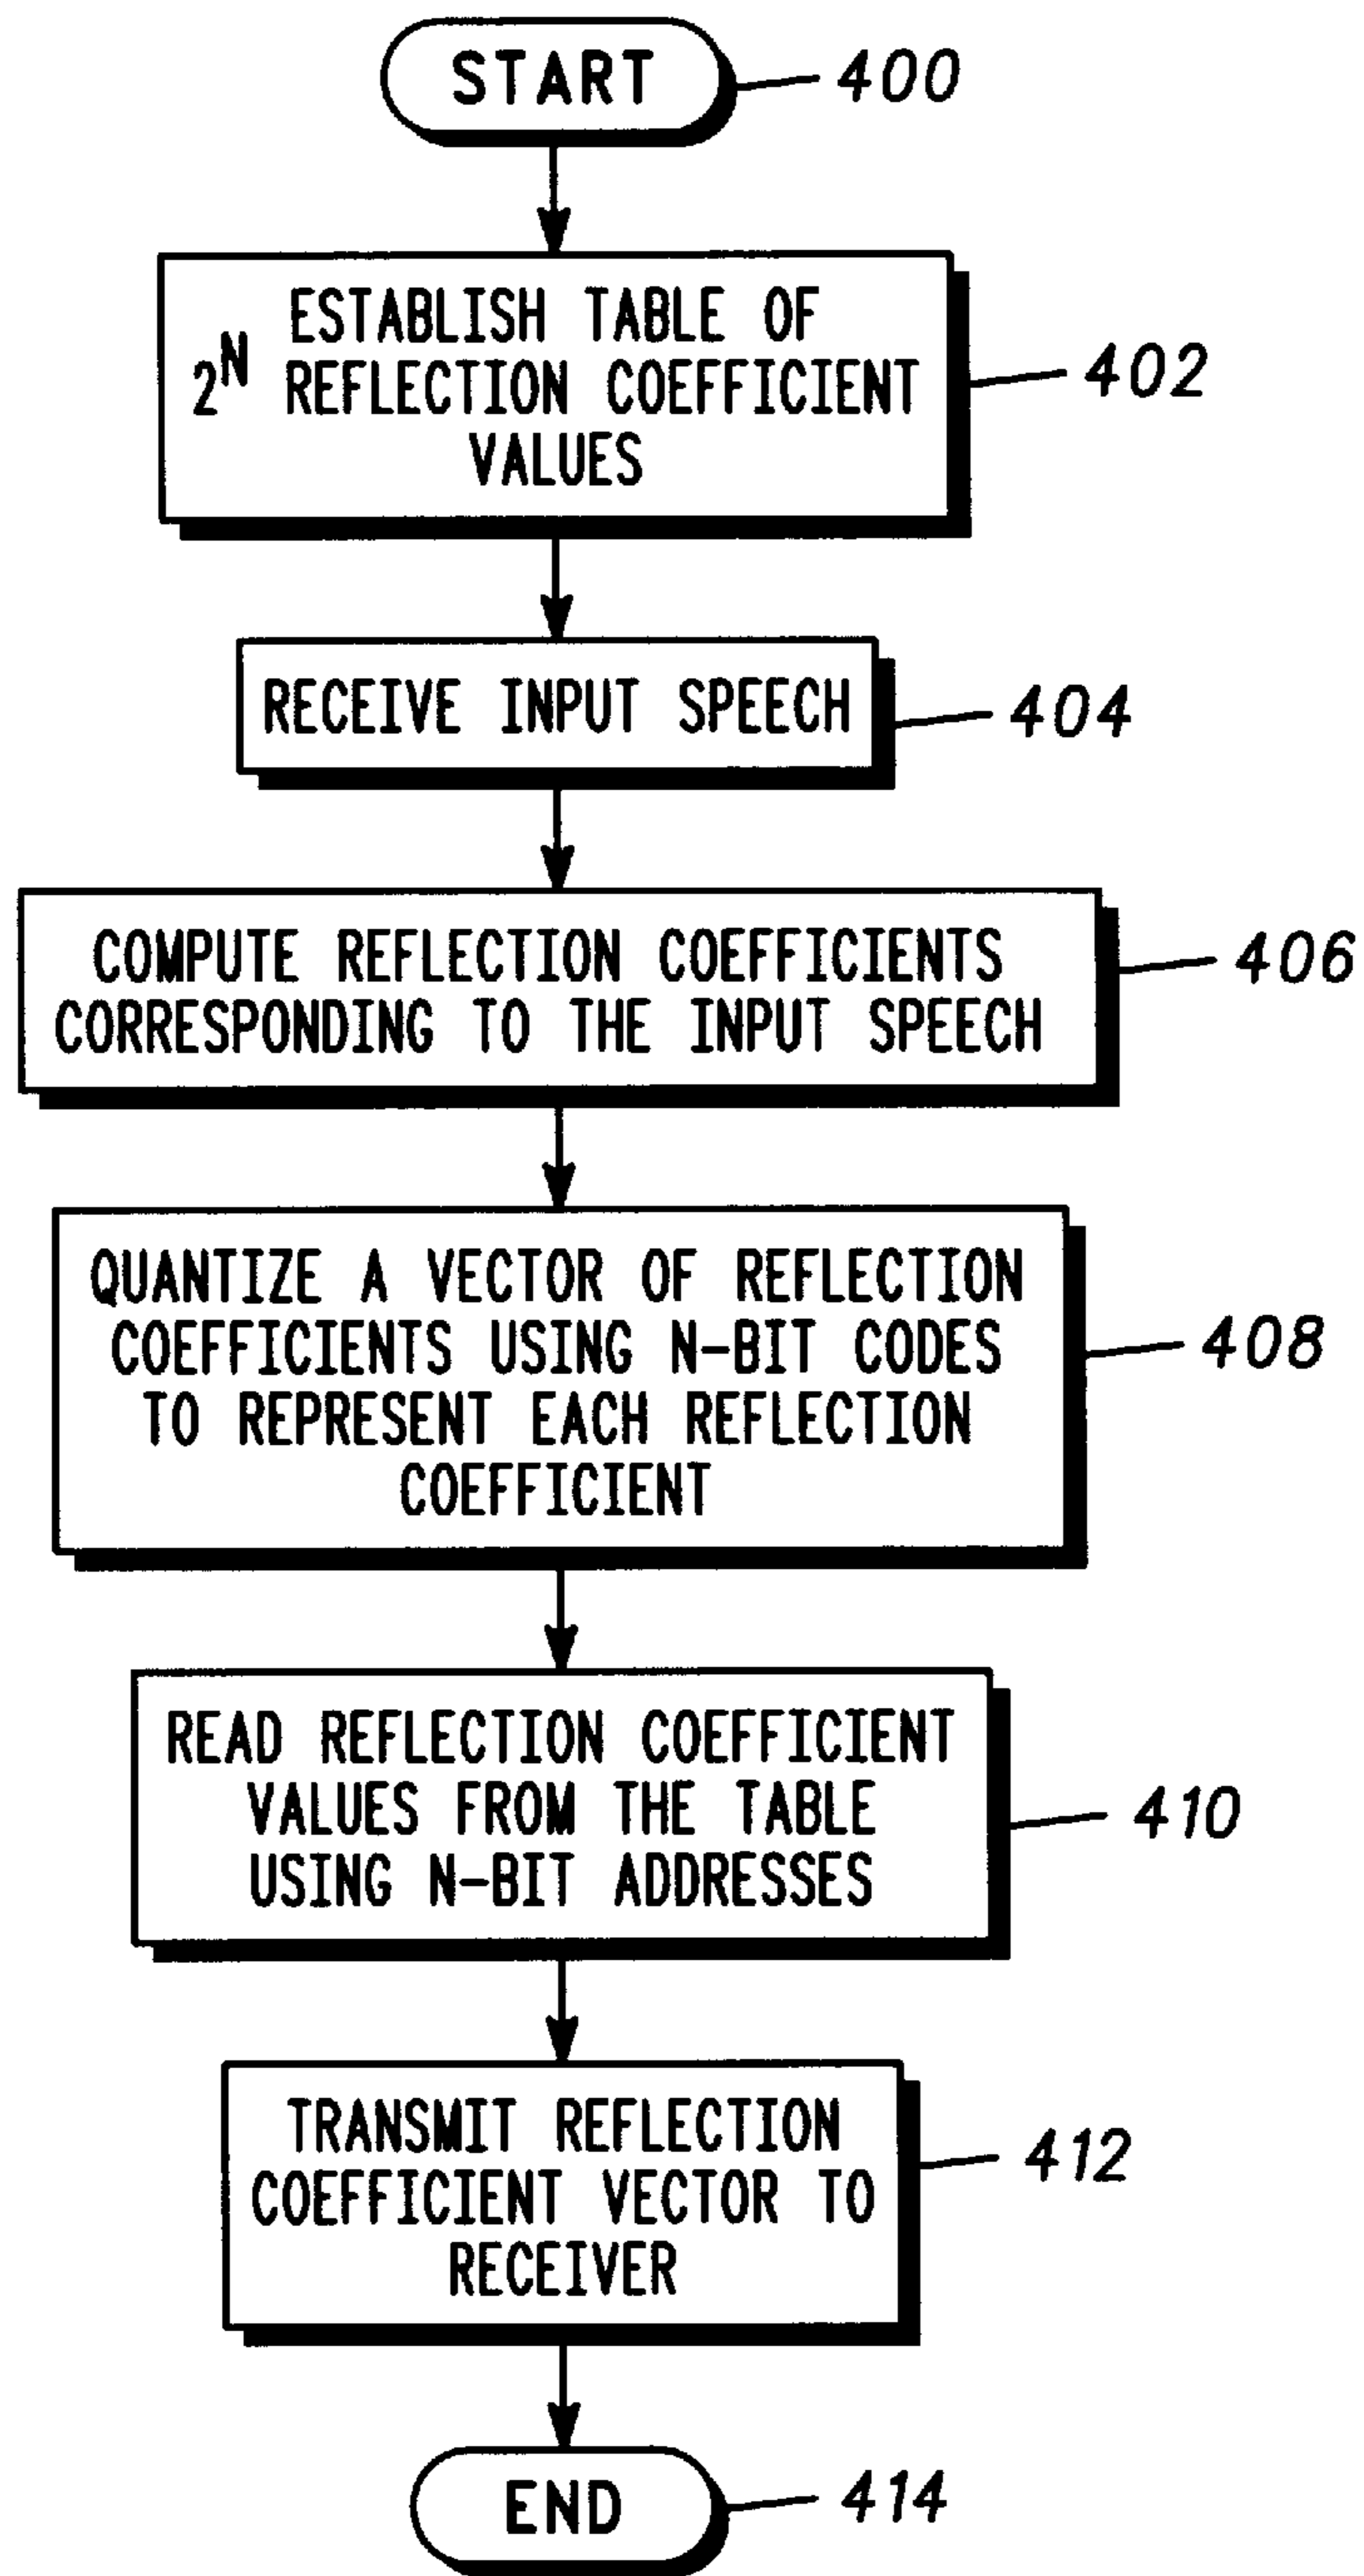 START
400
ESTABLISH TABLE OF
2^N REFLECTION COEFFICIENT
VALUES
402
RECEIVE INPUT SPEECH
404
COMPUTE REFLECTION COEFFICIENTS
CORRESPONDING TO THE INPUT SPEECH
406
QUANTIZE A VECTOR OF REFLECTION
COEFFICIENTS USING N-BIT CODES
TO REPRESENT EACH REFLECTION
COEFFICIENT
408
READ REFLECTION COEFFICIENT
VALUES FROM THE TABLE
USING N-BIT ADDRESSES
410
TRANSMIT REFLECTION
COEFFICIENT VECTOR TO
RECEIVER
412
END
414